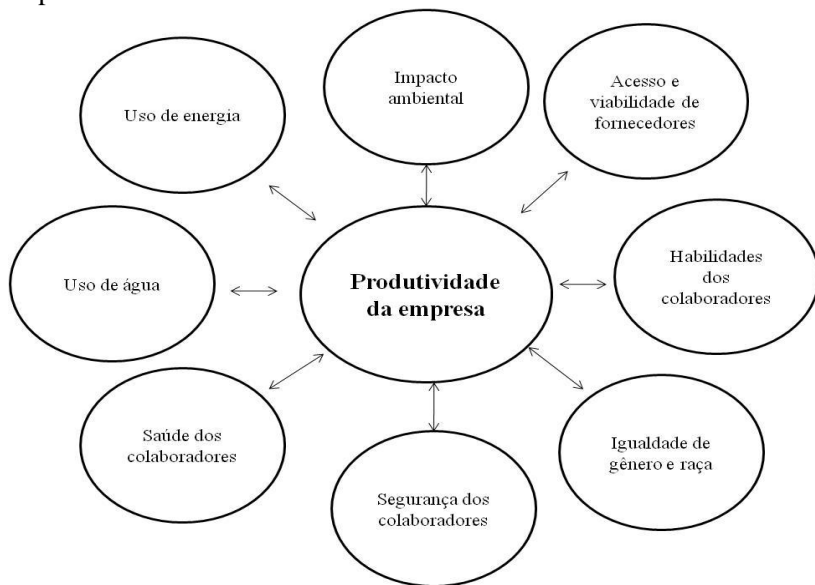 Impacto
ambiental
Acesso e
viabilidade de
fornecedores
Uso de energia
Habilidades
dos
colaboradores
Uso de água
Produtividade
da empresa
Saúde dos
colaboradores
Igualdade de
gênero e raça
Segurança dos
colaboradores